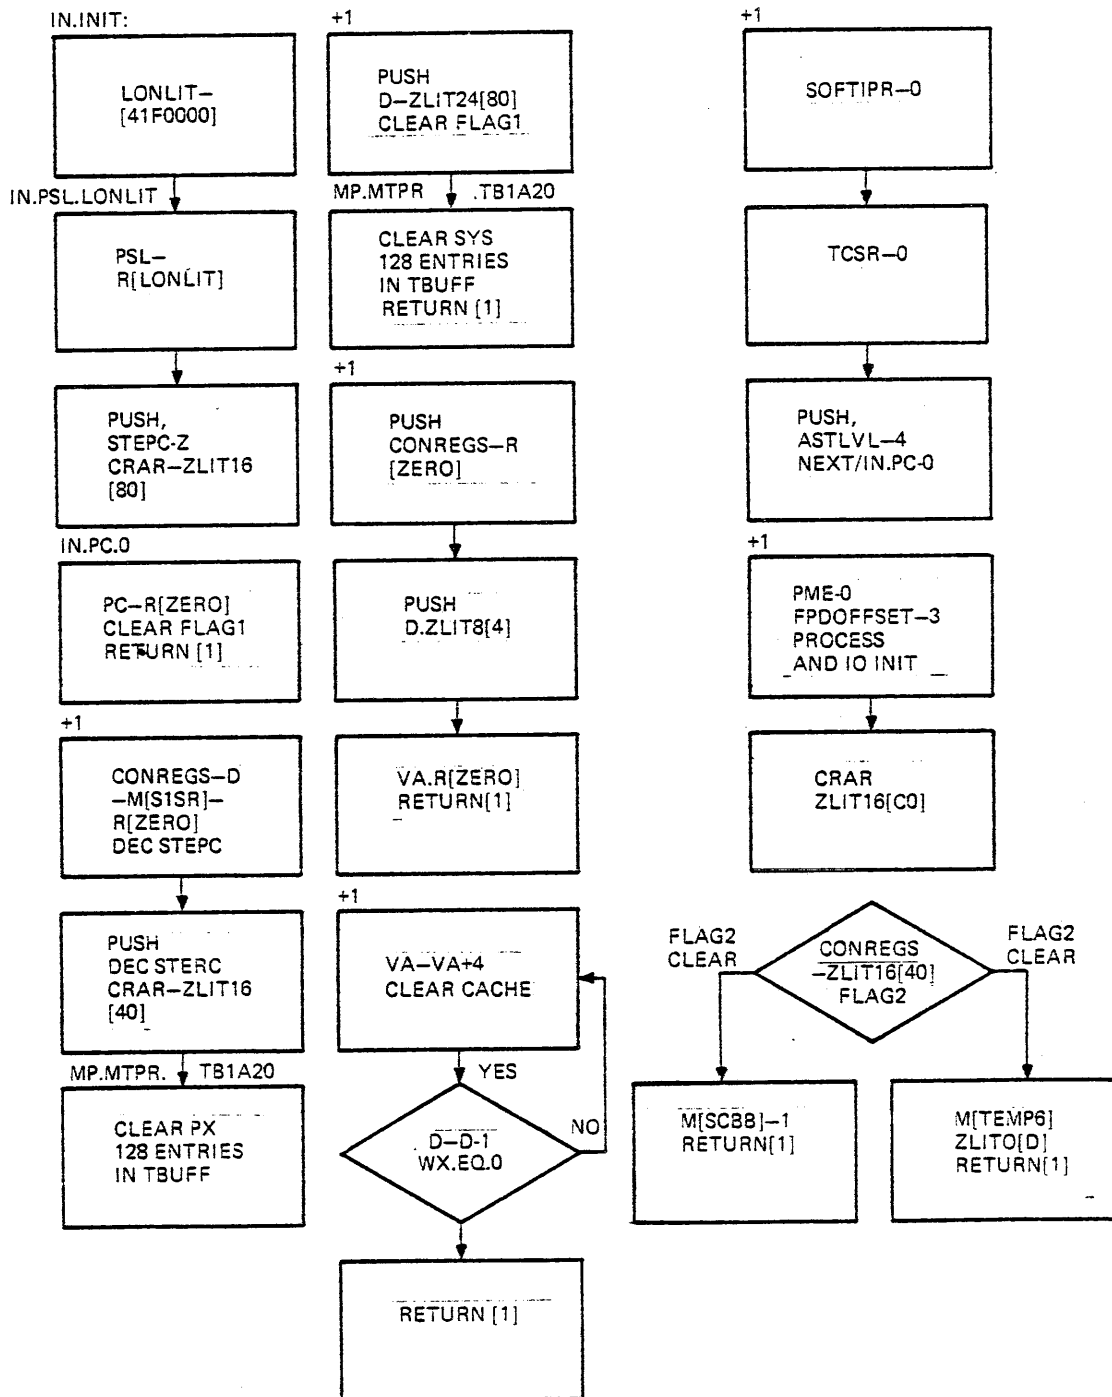 IN.INIT:
LONLIT–
[41F0000]
IN.PSL.LONLIT
PSL–
R[LONLIT]
PUSH,
STEPC-Z
CRAR–ZLIT16
[80]
IN.PC.0
PC–R[ZERO]
CLEAR FLAG1
RETURN [1]
+1
CONREGS–D
–M[S1SR]–
R[ZERO]
DEC STEPC
PUSH
DEC STERC
CRAR–ZLIT16
[40]
MP.MTPR. TB1A20
CLEAR PX
128 ENTRIES
IN TBUFF
+1
PUSH
D–ZLIT24[80]
CLEAR FLAG1
MP.MTPR .TB1A20
CLEAR SYS
128 ENTRIES
IN TBUFF
RETURN [1]
+1
PUSH
CONREGS–R
[ZERO]
PUSH
D.ZLIT8[4]
VA.R[ZERO]
RETURN[1]
+1
VA–VA+4
CLEAR CACHE
YES
NO
D–D-1
WX.EQ.0
RETURN [1]
+1
SOFTIPR–0
TCSR–0
PUSH,
ASTLVL–4
NEXT/IN.PC-0
+1
PME-0
FPDOFFSET–3
PROCESS
AND IO INIT
CRAR
ZLIT16[C0]
FLAG2
CLEAR
CONREGS
–ZLIT16[40]
FLAG2
FLAG2
CLEAR
M[SCBB]–1
RETURN[1]
M[TEMP6]
ZLITO[D]
RETURN[1]